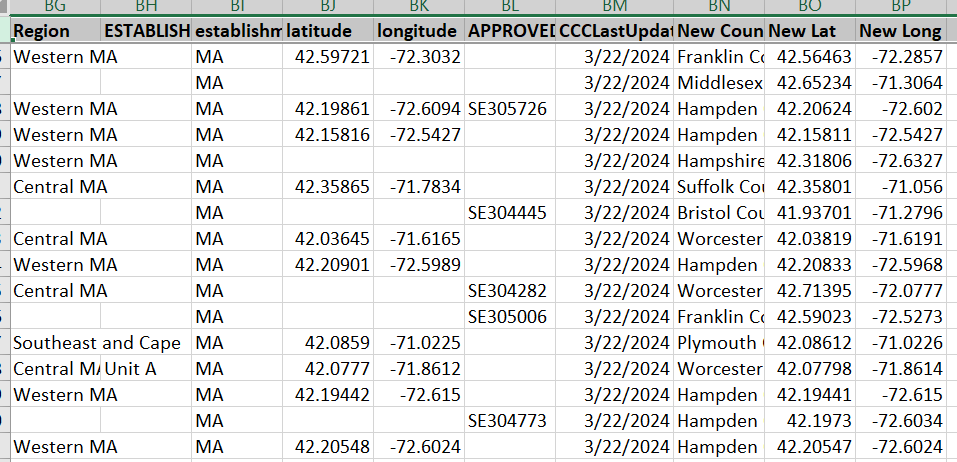 BG BH BI BJ BK BL BM BN BO BP
Region ESTABLISH establishm latitude longitude APPROVED CCCLastUpdat New Coun New Lat New Long
Western MA MA 42.59721 -72.3032 3/22/2024 Franklin Co 42.56463 -72.2857
MA 3/22/2024 Middlesex 42.65234 -71.3064
Western MA MA 42.19861 -72.6094 SE305726 3/22/2024 Hampden 42.20624 -72.602
Western MA MA 42.15816 -72.5427 3/22/2024 Hampden 42.15811 -72.5427
Western MA MA 3/22/2024 Hampshire 42.31806 -72.6327
Central MA MA 42.35865 -71.7834 3/22/2024 Suffolk Cou 42.35801 -71.056
MA SE304445 3/22/2024 Bristol Cou 41.93701 -71.2796
Central MA MA 42.03645 -71.6165 3/22/2024 Worcester 42.03819 -71.6191
Western MA MA 42.20901 -72.5989 3/22/2024 Hampden 42.20833 -72.5968
Central MA MA SE304282 3/22/2024 Worcester 42.71395 -72.0777
MA SE305006 3/22/2024 Franklin Co 42.59023 -72.5273
Southeast and Cape MA 42.0859 -71.0225 3/22/2024 Plymouth 42.08612 -71.0226
Central MA Unit A MA 42.0777 -71.8612 3/22/2024 Worcester 42.07798 -71.8614
Western MA MA 42.19442 -72.615 3/22/2024 Hampden 42.19441 -72.615
MA SE304773 3/22/2024 Hampden 42.1973 -72.6034
Western MA MA 42.20548 -72.6024 3/22/2024 Hampden 42.20547 -72.6024